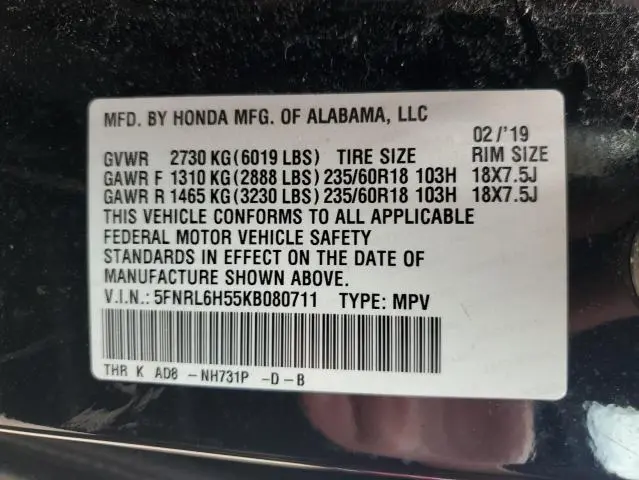 MFD. BY HONDA MFG. OF ALABAMA, LLC
02/'19
GVWR 2730 KG(6019 LBS) TIRE SIZE RIM SIZE
GAWR F 1310 KG(2888 LBS) 235/60R18 103H 18X7.5J
GAWR R 1465 KG(3230 LBS) 235/60R18 103H 18X7.5J
THIS VEHICLE CONFORMS TO ALL APPLICABLE
FEDERAL MOTOR VEHICLE SAFETY
STANDARDS IN EFFECT ON THE DATE OF
MANUFACTURE SHOWN ABOVE.
V.I.N.: 5FNRL6H55KB080711 TYPE: MPV
THR K AD8 -NH731P -D-B